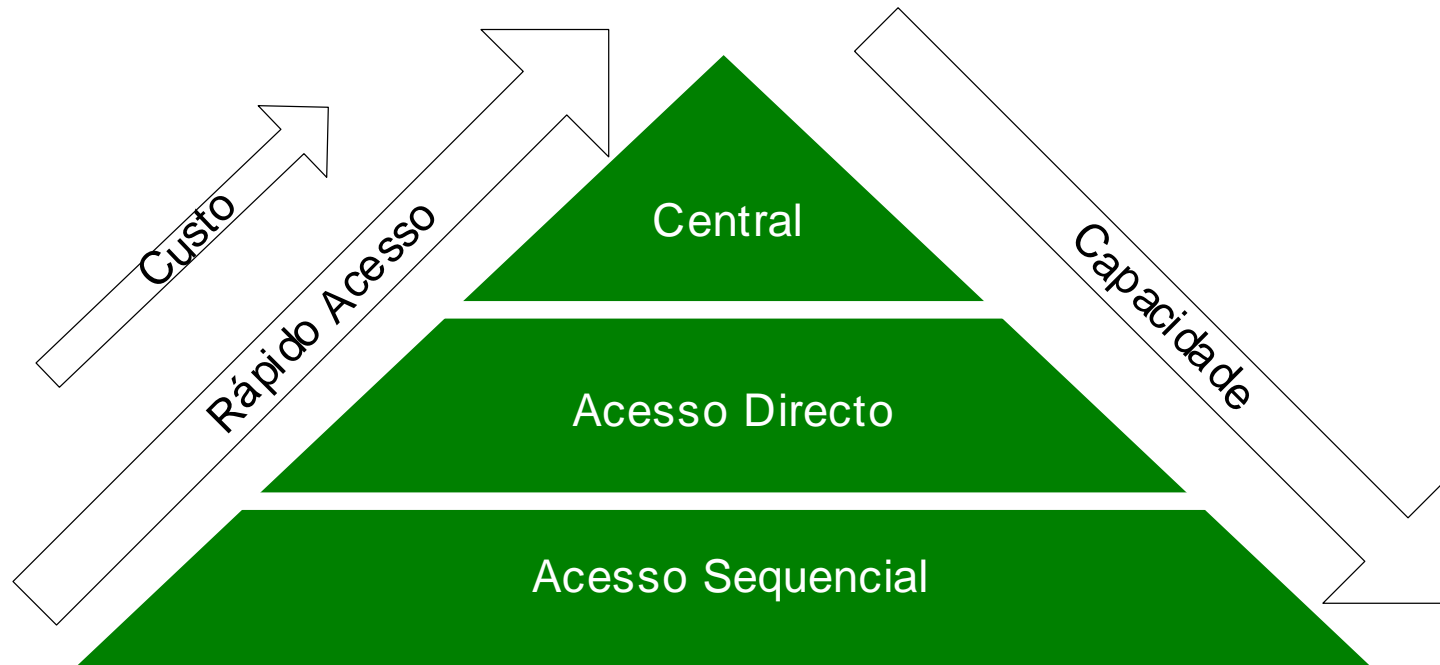 Custo
Rápido Acesso
Central
Capacidade
Acesso Directo
Acesso Sequencial